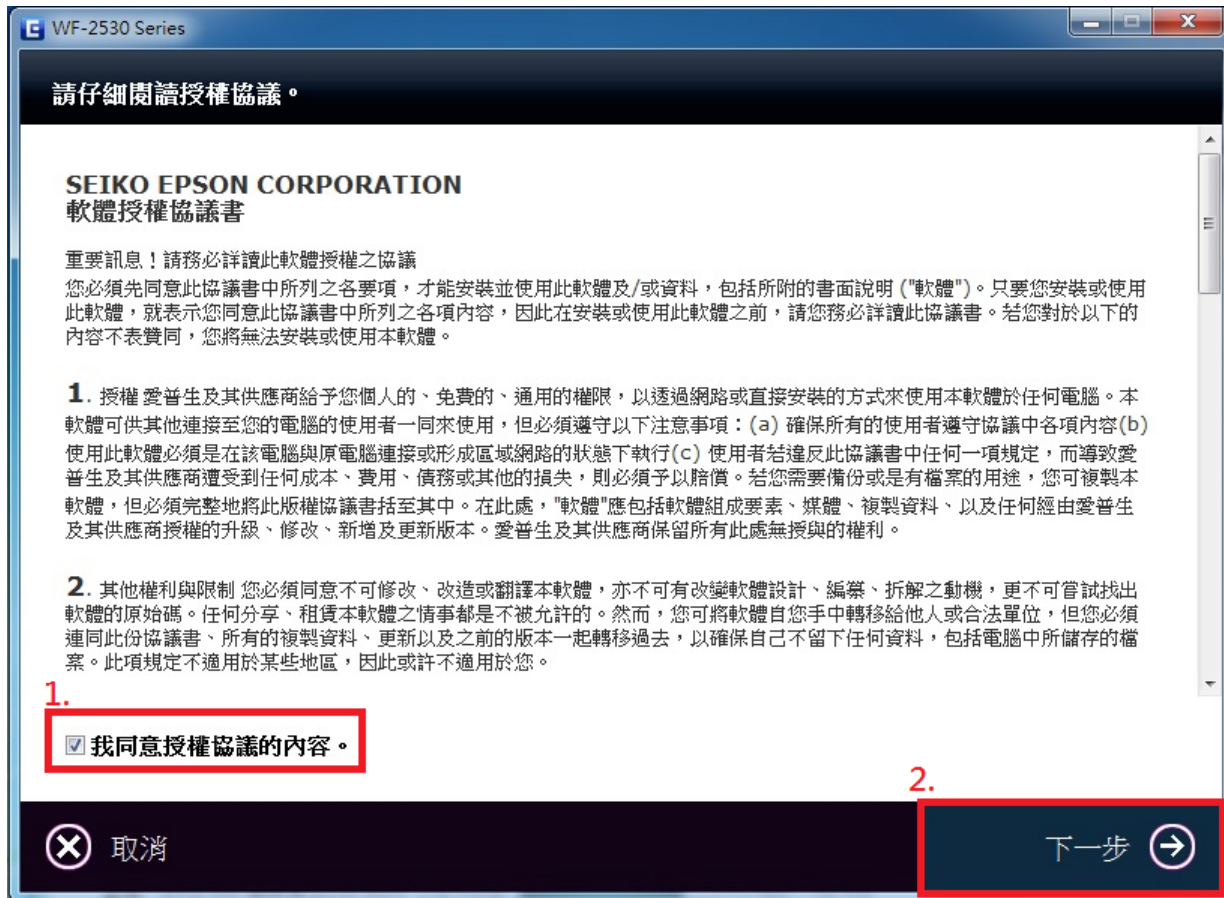 WF-2530 Series
請仔細閱讀授權協議。
SEIKO EPSON CORPORATION
軟體授權協議書
重要訊息！請務必詳讀此軟體授權之協議
您必須先同意此協議書中所列之各要項，才能安裝並使用此軟體及/或資料，包括所附的書面說明 ("軟體")。只要您安裝或使用
此軟體，就表示您同意此協議書中所列之各項內容，因此在安裝或使用此軟體之前，請您務必詳讀此協議書。若您對於以下的
內容不表贊同，您將無法安裝或使用本軟體。
1. 授權 愛普生及其供應商給予您個人的、免費的、通用的權限，以透過網路或直接安裝的方式來使用本軟體於任何電腦。本
軟體可供其他連接至您的電腦的使用者一同來使用，但必須遵守以下注意事項：(a) 確保所有的使用者遵守協議中各項內容(b)
使用此軟體必須是在該電腦與原電腦連接或形成區域網路的狀態下執行(c) 使用者若違反此協議書中任何一項規定，而導致愛
普生及其供應商遭受到任何成本、費用、債務或其他的損失，則必須予以賠償。若您需要備份或是有檔案的用途，您可複製本
軟體，但必須完整地將此版權協議書括至其中。在此處，"軟體"應包括軟體組成要素、媒體、複製資料、以及任何經由愛普生
及其供應商授權的升級、修改、新增及更新版本。愛普生及其供應商保留所有此處無授與的權利。
2. 其他權利與限制 您必須同意不可修改、改造或翻譯本軟體，亦不可有改變軟體設計、編纂、拆解之動機，更不可嘗試找出
軟體的原始碼。任何分享、租賃本軟體之情事都是不被允許的。然而，您可將軟體自您手中轉移給他人或合法單位，但您必須
連同此份協議書、所有的複製資料、更新以及之前的版本一起轉移過去，以確保自己不留下任何資料，包括電腦中所儲存的檔
案。此項規定不適用於某些地區，因此或許不適用於您。
1.
我同意授權協議的內容。
2.
取消
下一步